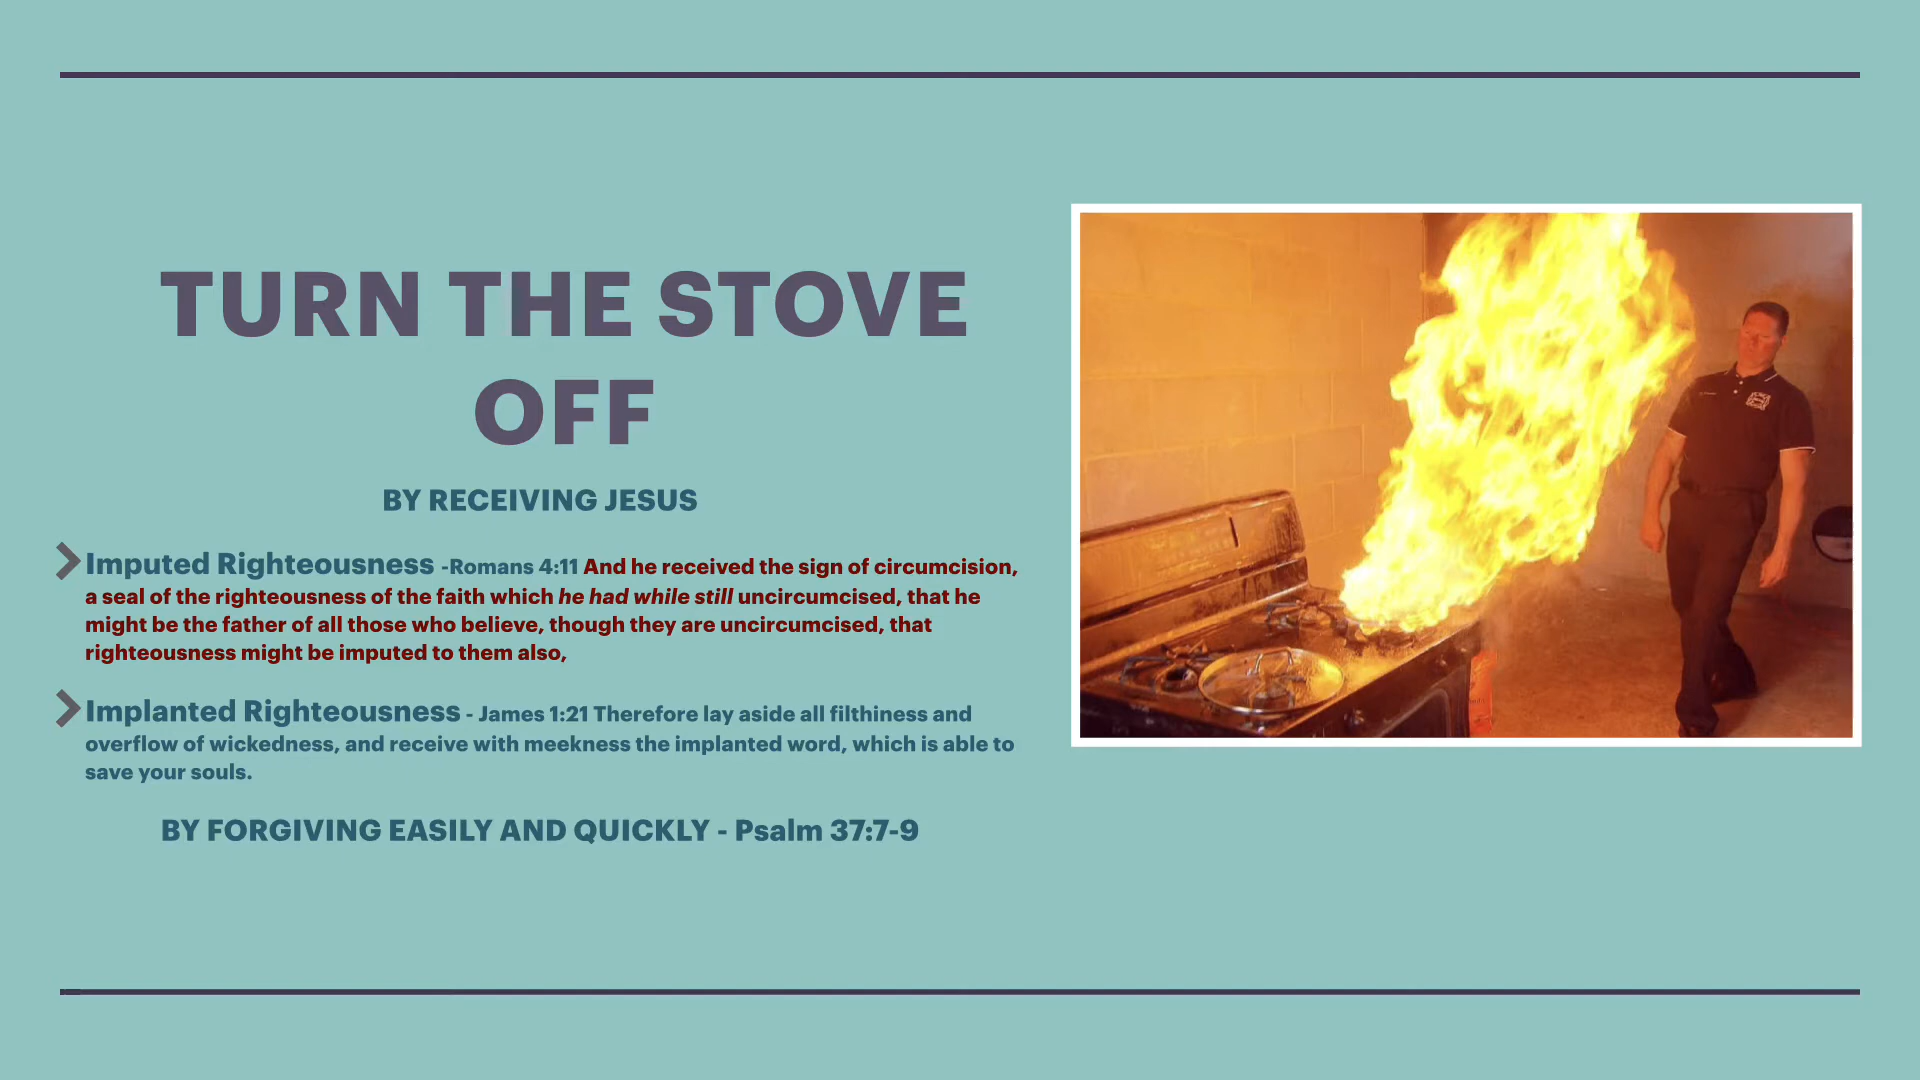 TURN THE STOVE
OFF
BY RECEIVING JESUS
Imputed Righteousness -Romans 4:11 And he received the sign of circumcision,
a seal of the righteousness of the faith which he had while still uncircumcised, that he
might be the father of all those who believe, though they are uncircumcised, that
righteousness might be imputed to them also,
Implanted Righteousness - James 1:21 Therefore lay aside all filthiness and
overflow of wickedness, and receive with meekness the implanted word, which is able to
save your souls.
BY FORGIVING EASILY AND QUICKLY - Psalm 37:7-9